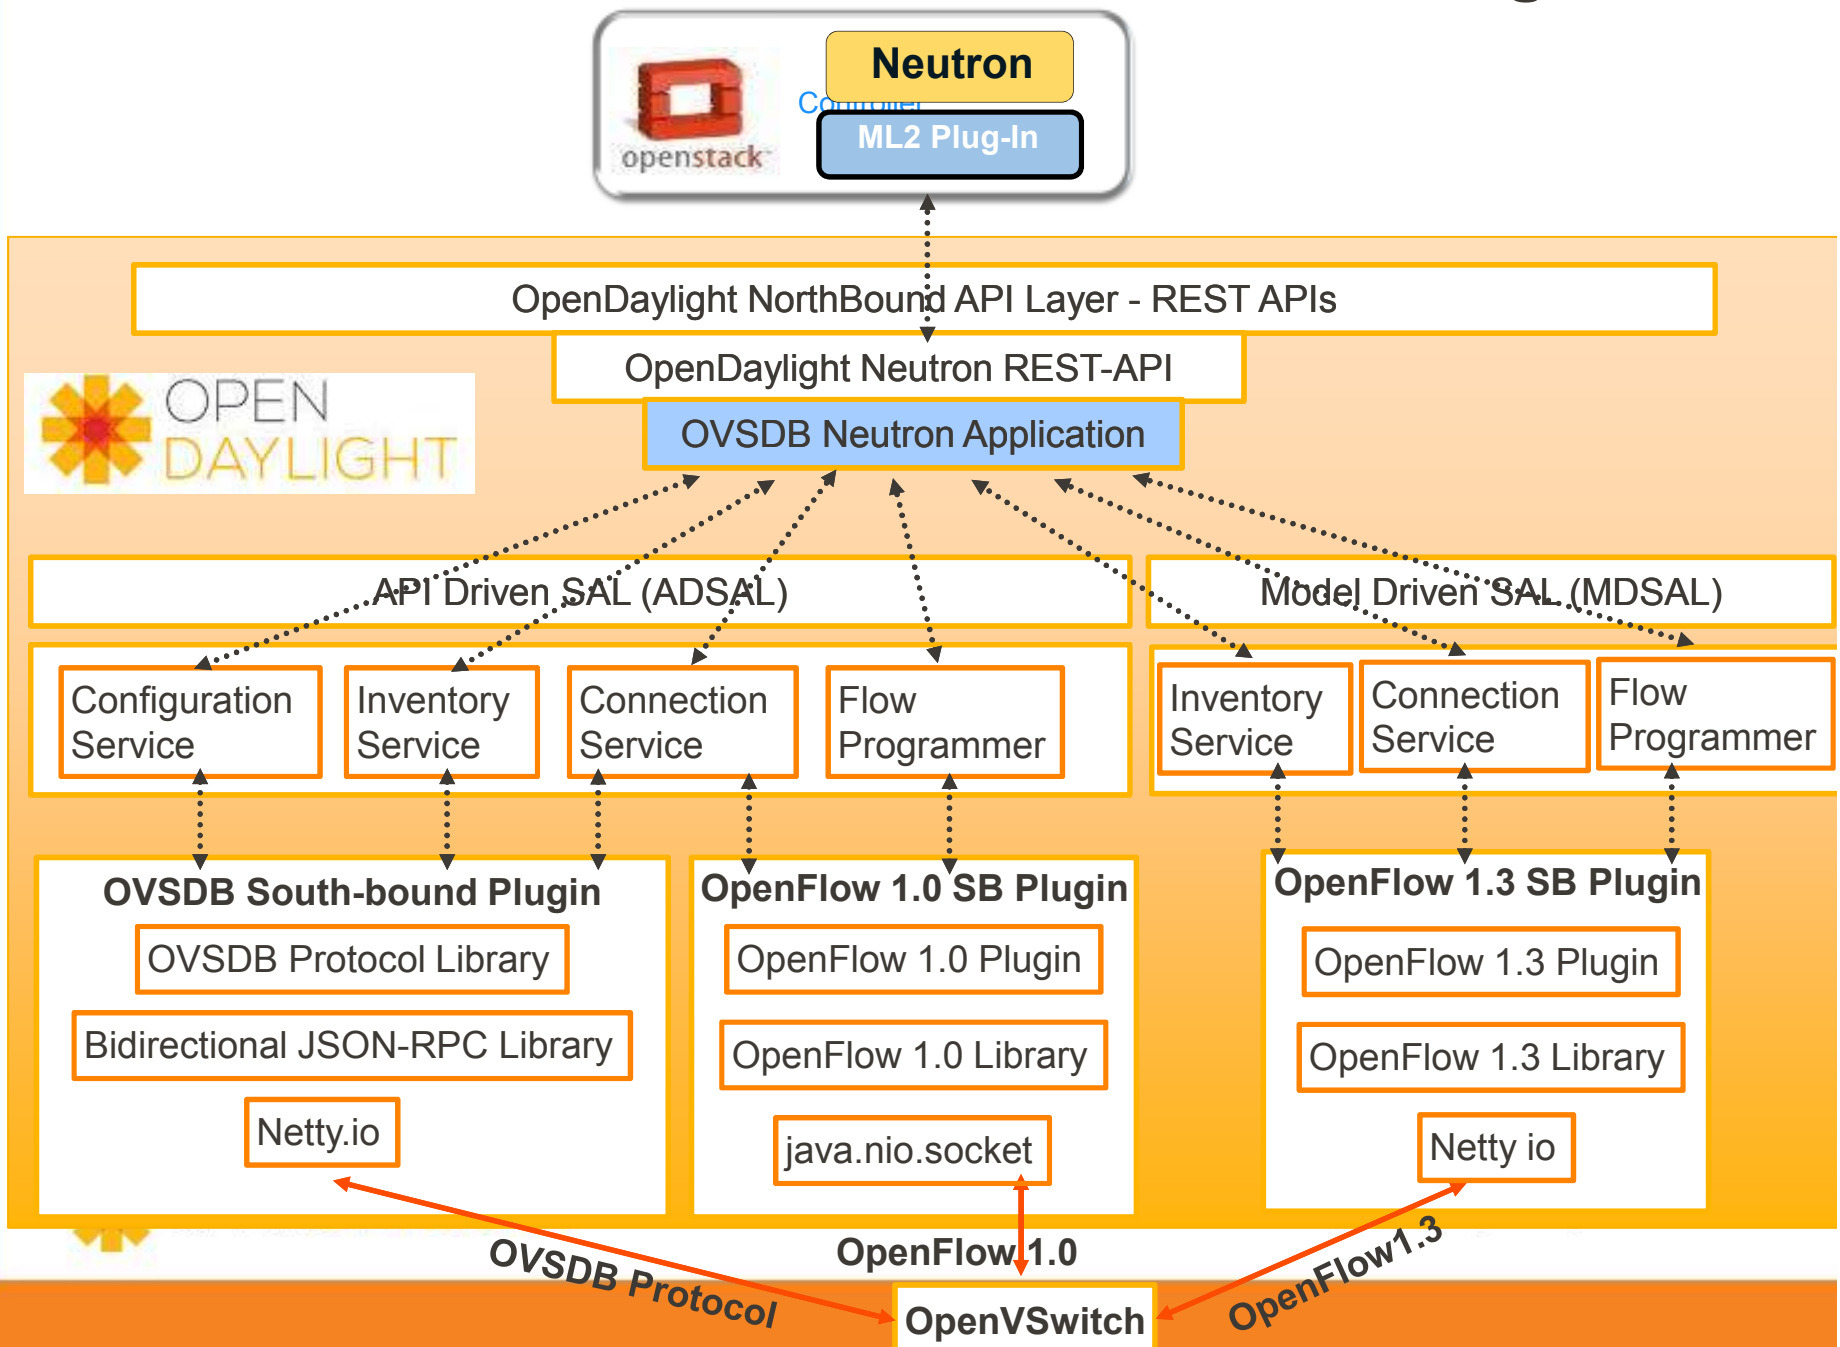 Neutron
Controller
ML2 Plug-In
openstack
OpenDaylight NorthBound API Layer - REST APIs
OpenDaylight Neutron REST-API
OPEN
DAYLIGHT
OVSDB Neutron Application
API Driven SAL (ADSAL)
Model Driven SAL (MDSAL)
Configuration
Service
Inventory
Service
Connection
Service
Flow
Programmer
Inventory
Service
Connection
Service
Flow
Programmer
OVSDB South-bound Plugin
OVSDB Protocol Library
Bidirectional JSON-RPC Library
Netty.io
OpenFlow 1.0 SB Plugin
OpenFlow 1.0 Plugin
OpenFlow 1.0 Library
java.nio.socket
OpenFlow 1.3 SB Plugin
OpenFlow 1.3 Plugin
OpenFlow 1.3 Library
Netty io
OVSDB Protocol
OpenFlow 1.0
OpenFlow1.3
OpenVSwitch